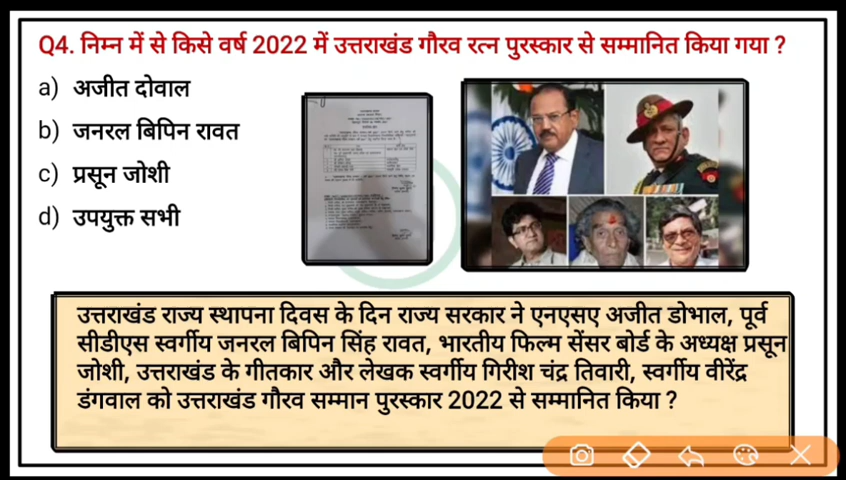 Q4. निम्न में से किसे वर्ष 2022 में उत्तराखंड गौरव रत्न पुरस्कार से सम्मानित किया गया ?
a) अजीत दोवाल
b) जनरल बिपिन रावत
c) प्रसून जोशी
d) उपयुक्त सभी
उत्तराखंड राज्य स्थापना दिवस के दिन राज्य सरकार ने एनएसए अजीत डोभाल, पूर्व
सीडीएस स्वर्गीय जनरल बिपिन सिंह रावत, भारतीय फिल्म सेंसर बोर्ड के अध्यक्ष प्रसून
जोशी, उत्तराखंड के गीतकार और लेखक स्वर्गीय गिरीश चंद्र तिवारी, स्वर्गीय वीरेंद्र
डंगवाल को उत्तराखंड गौरव सम्मान पुरस्कार 2022 से सम्मानित किया ?